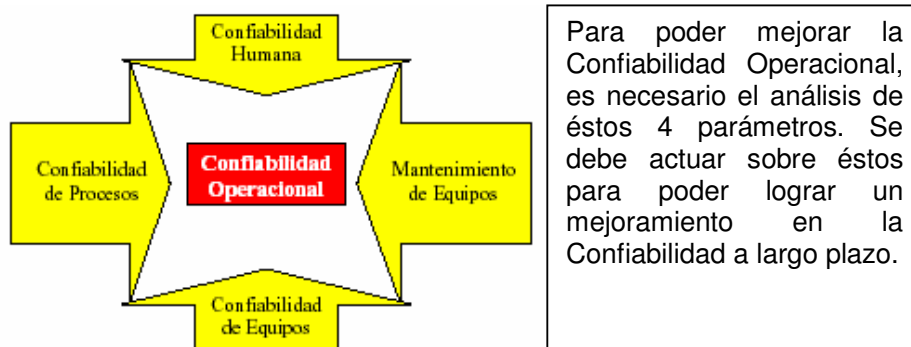 Confiabilidad
Humana
Confiabilidad
de Procesos
Confiabilidad
Operacional
Mantenimiento
de Equipos
Confiabilidad
de Equipos
Para poder mejorar la
Confiabilidad Operacional,
es necesario el análisis de
éstos 4 parámetros. Se
debe actuar sobre éstos
para poder lograr un
mejoramiento en la
Confiabilidad a largo plazo.